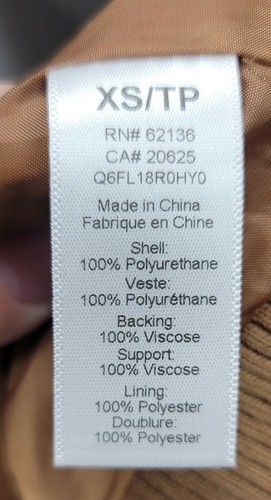 XS/TP
RN# 62136
CA# 20625
Q6FL18R0HY0
Made in China
Fabrique en Chine
Shell:
100% Polyurethane
Veste:
100% Polyuréthane
Backing:
100% Viscose
Support:
100% Viscose
Lining:
100% Polyester
Doublure:
100% Polyester